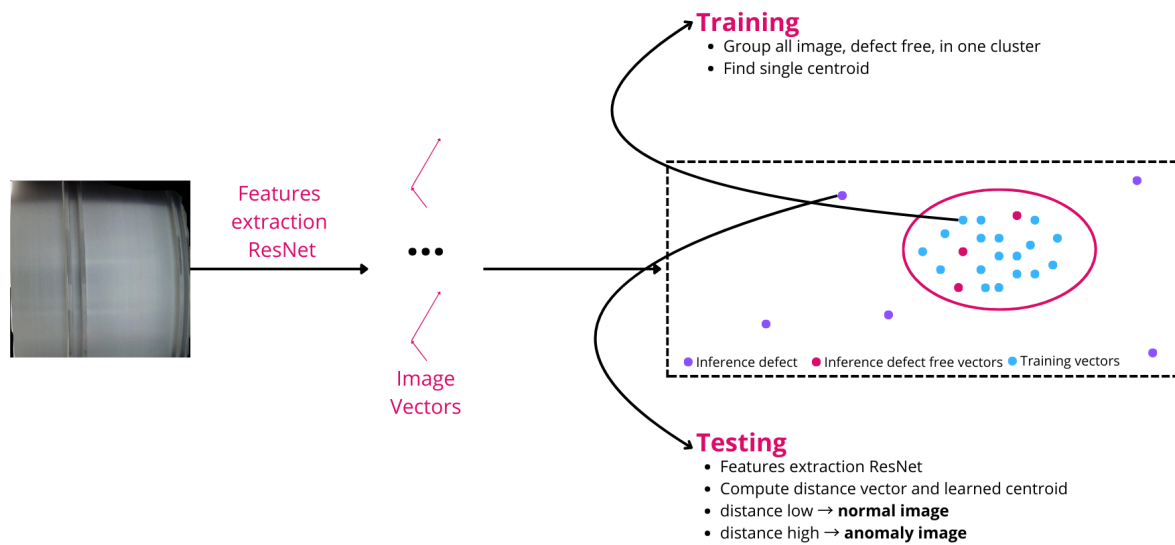 Training
• Group all image, defect free, in one cluster
• Find single centroid
Features
extraction
ResNet
...
Image
Vectors
Inference defect
Inference defect free vectors
Training vectors
Testing
• Features extraction ResNet
• Compute distance vector and learned centroid
• distance low → normal image
• distance high → anomaly image